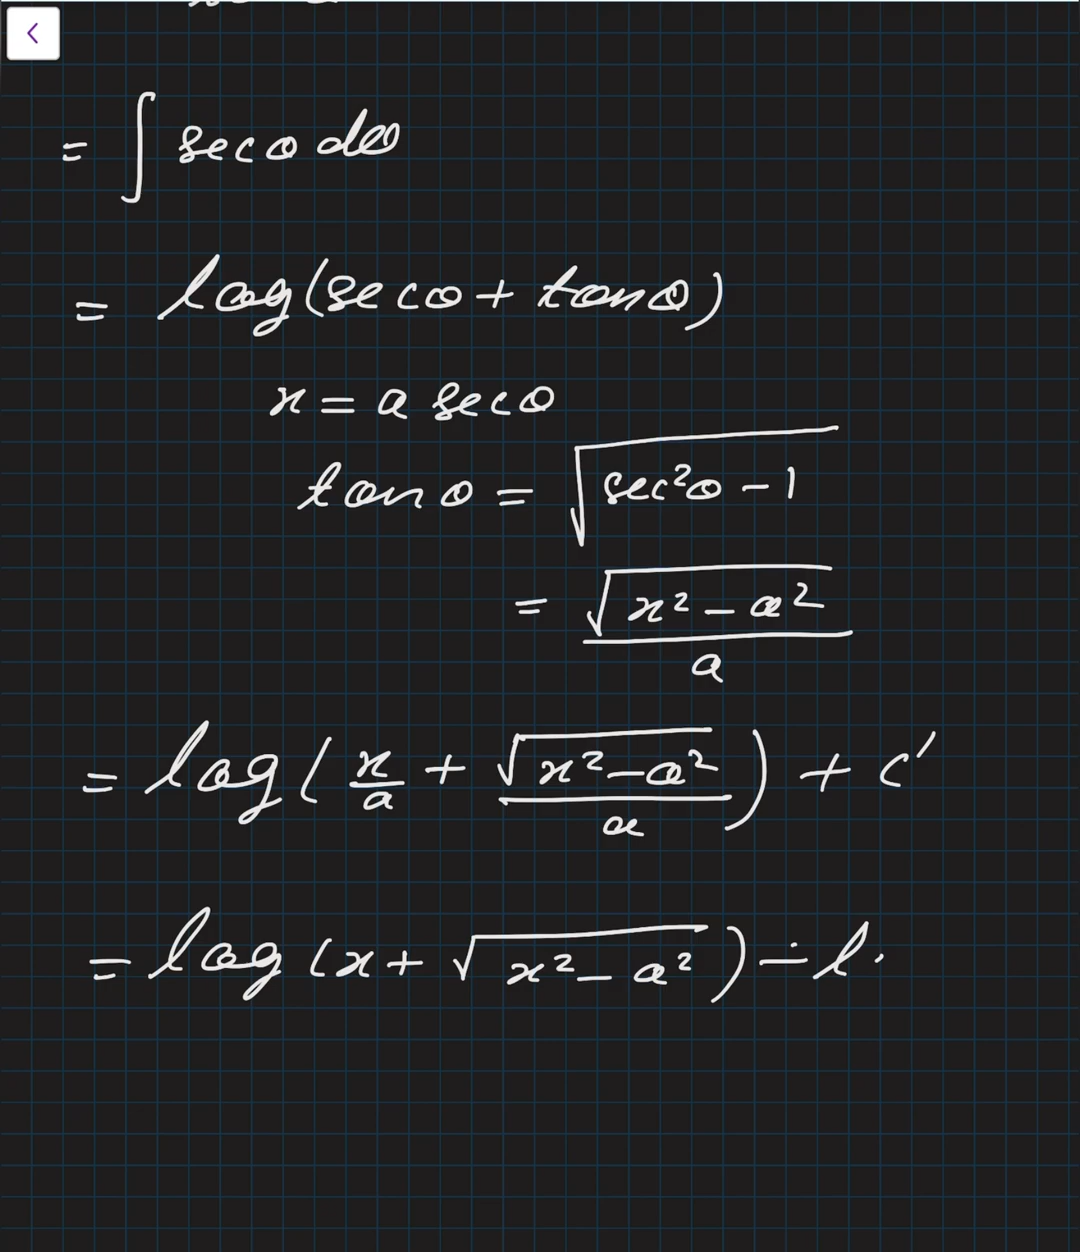 = ∫ secθ dθ
= log(secθ + tanθ)
x = a secθ
tanθ = √(sec²θ - 1)
= √(x² - a²) / a
= log(x/a + √(x² - a²)/a) + c'
= log(x + √(x² - a²)) - l.